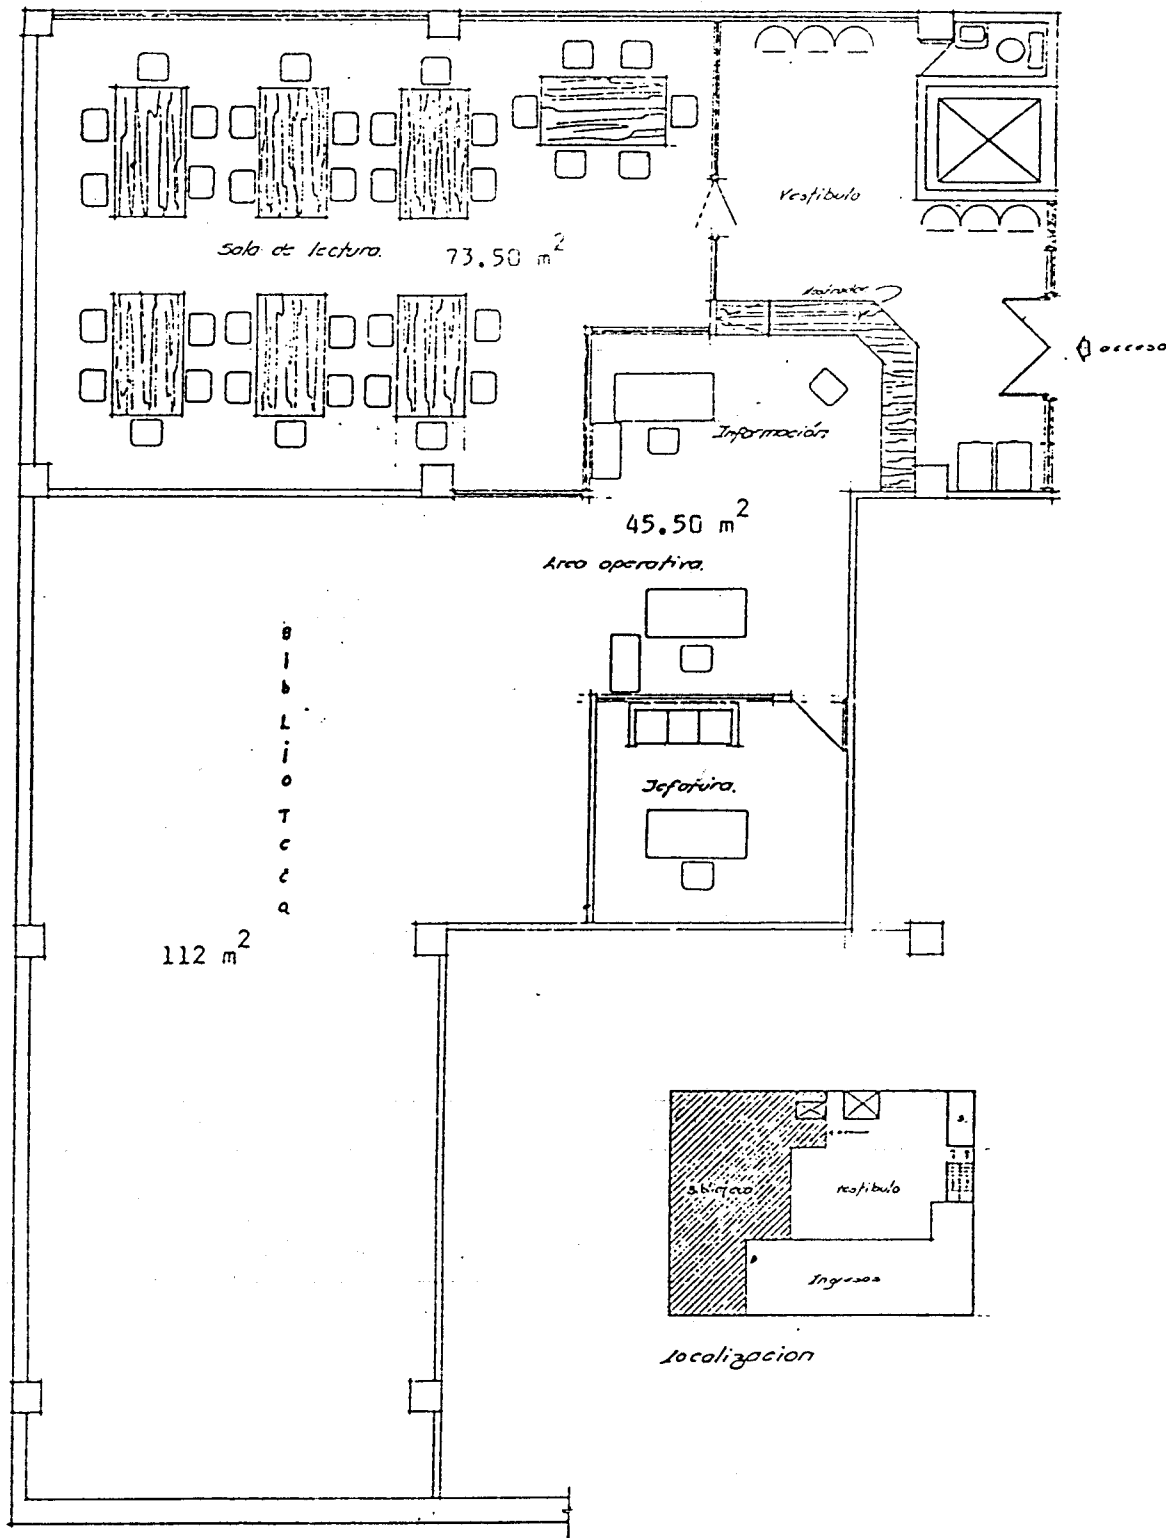 Vestibulo
Sala de lectura. 73.50 m²
acceso
Información
45.50 m²
Area operativa.
BibLioTeca
Jefatura.
112 m²
s.
vestibulo
Ingresos
Localizacion